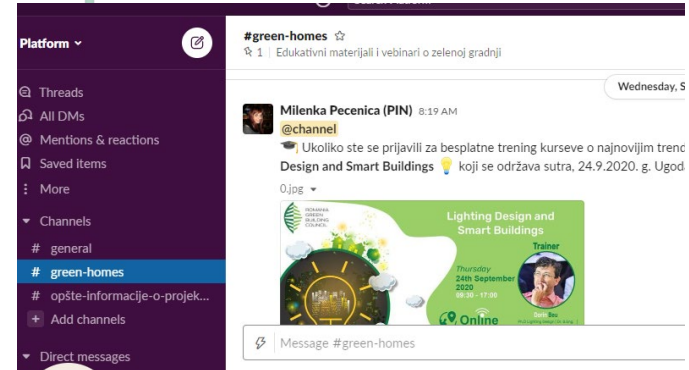 Platform
Threads
All DMs
Mentions & reactions
Saved items
More
Channels
# general
# green-homes
# opšte-informacije-o-projek...
+ Add channels
Direct messages
#green-homes
1 | Edukativni materijali i vebinari o zelenoj gradnji
Wednesday, S
Milenka Pecenica (PIN) 8:19 AM
@channel
Ukoliko ste se prijavili za besplatne trening kurseve o najnovijim trend
Design and Smart Buildings koji se održava sutra, 24.9.2020. g. Ugod
0.jpg
ROMANIA
GREEN
BUILDING
COUNCIL
Lighting Design and
Smart Buildings
Trainer
Thursday
24th September
2020
09:30 - 17:00
Online
Message #green-homes